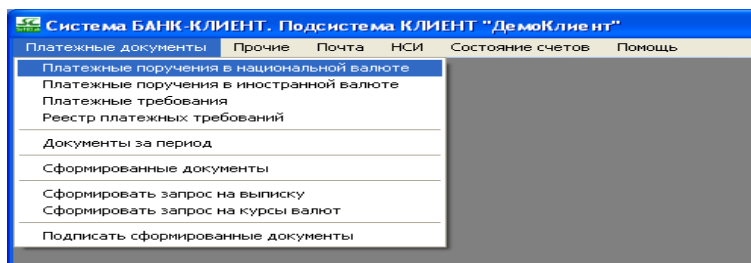 Система БАНК-КЛИЕНТ. Подсистема КЛИЕНТ "ДемоКлиент"
Платежные документы Прочие Почта НСИ Состояние счетов Помощь
Платежные поручения в национальной валюте
Платежные поручения в иностранной валюте
Платежные требования
Реестр платежных требований
Документы за период
Сформированные документы
Сформировать запрос на выписку
Сформировать запрос на курсы валют
Подписать сформированные документы